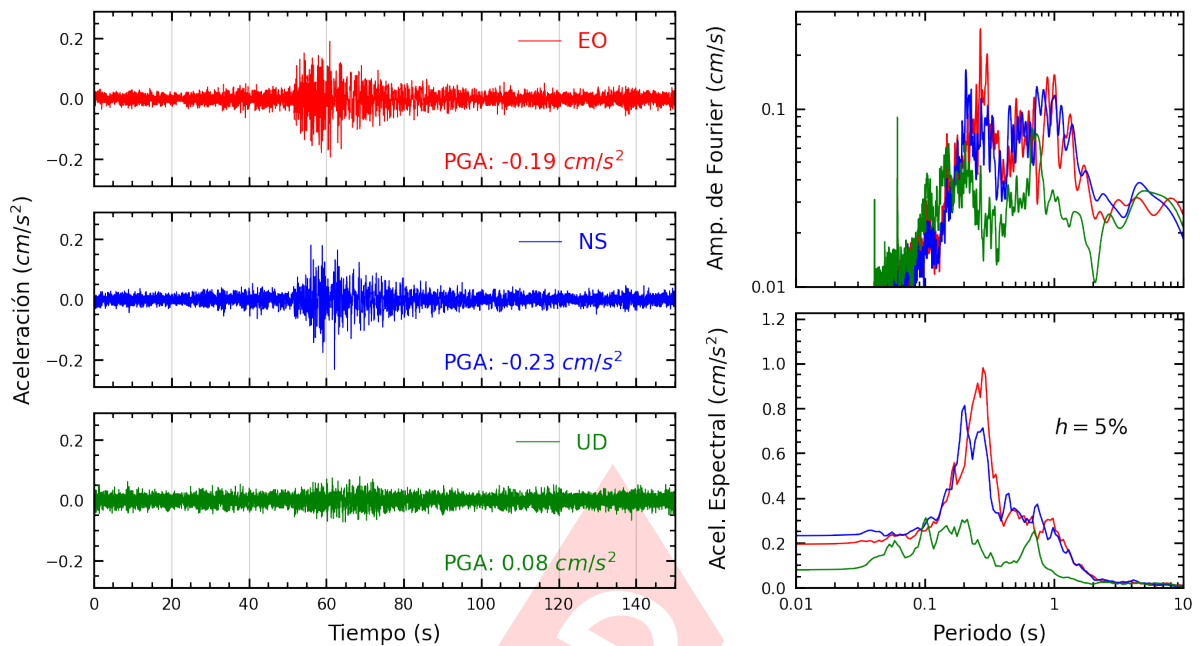 Aceleración (cm/s²)
0.2
0.0
−0.2
EO
PGA: -0.19 cm/s²
0.2
0.0
−0.2
NS
PGA: -0.23 cm/s²
0.2
0.0
−0.2
UD
PGA: 0.08 cm/s²
0 20 40 60 80 100 120 140
Tiempo (s)
Amp. de Fourier (cm/s)
0.1
0.01
Acel. Espectral (cm/s²)
1.2
1.0
0.8
0.6
0.4
0.2
0.0
h = 5%
0.01 0.1 1 10
Periodo (s)